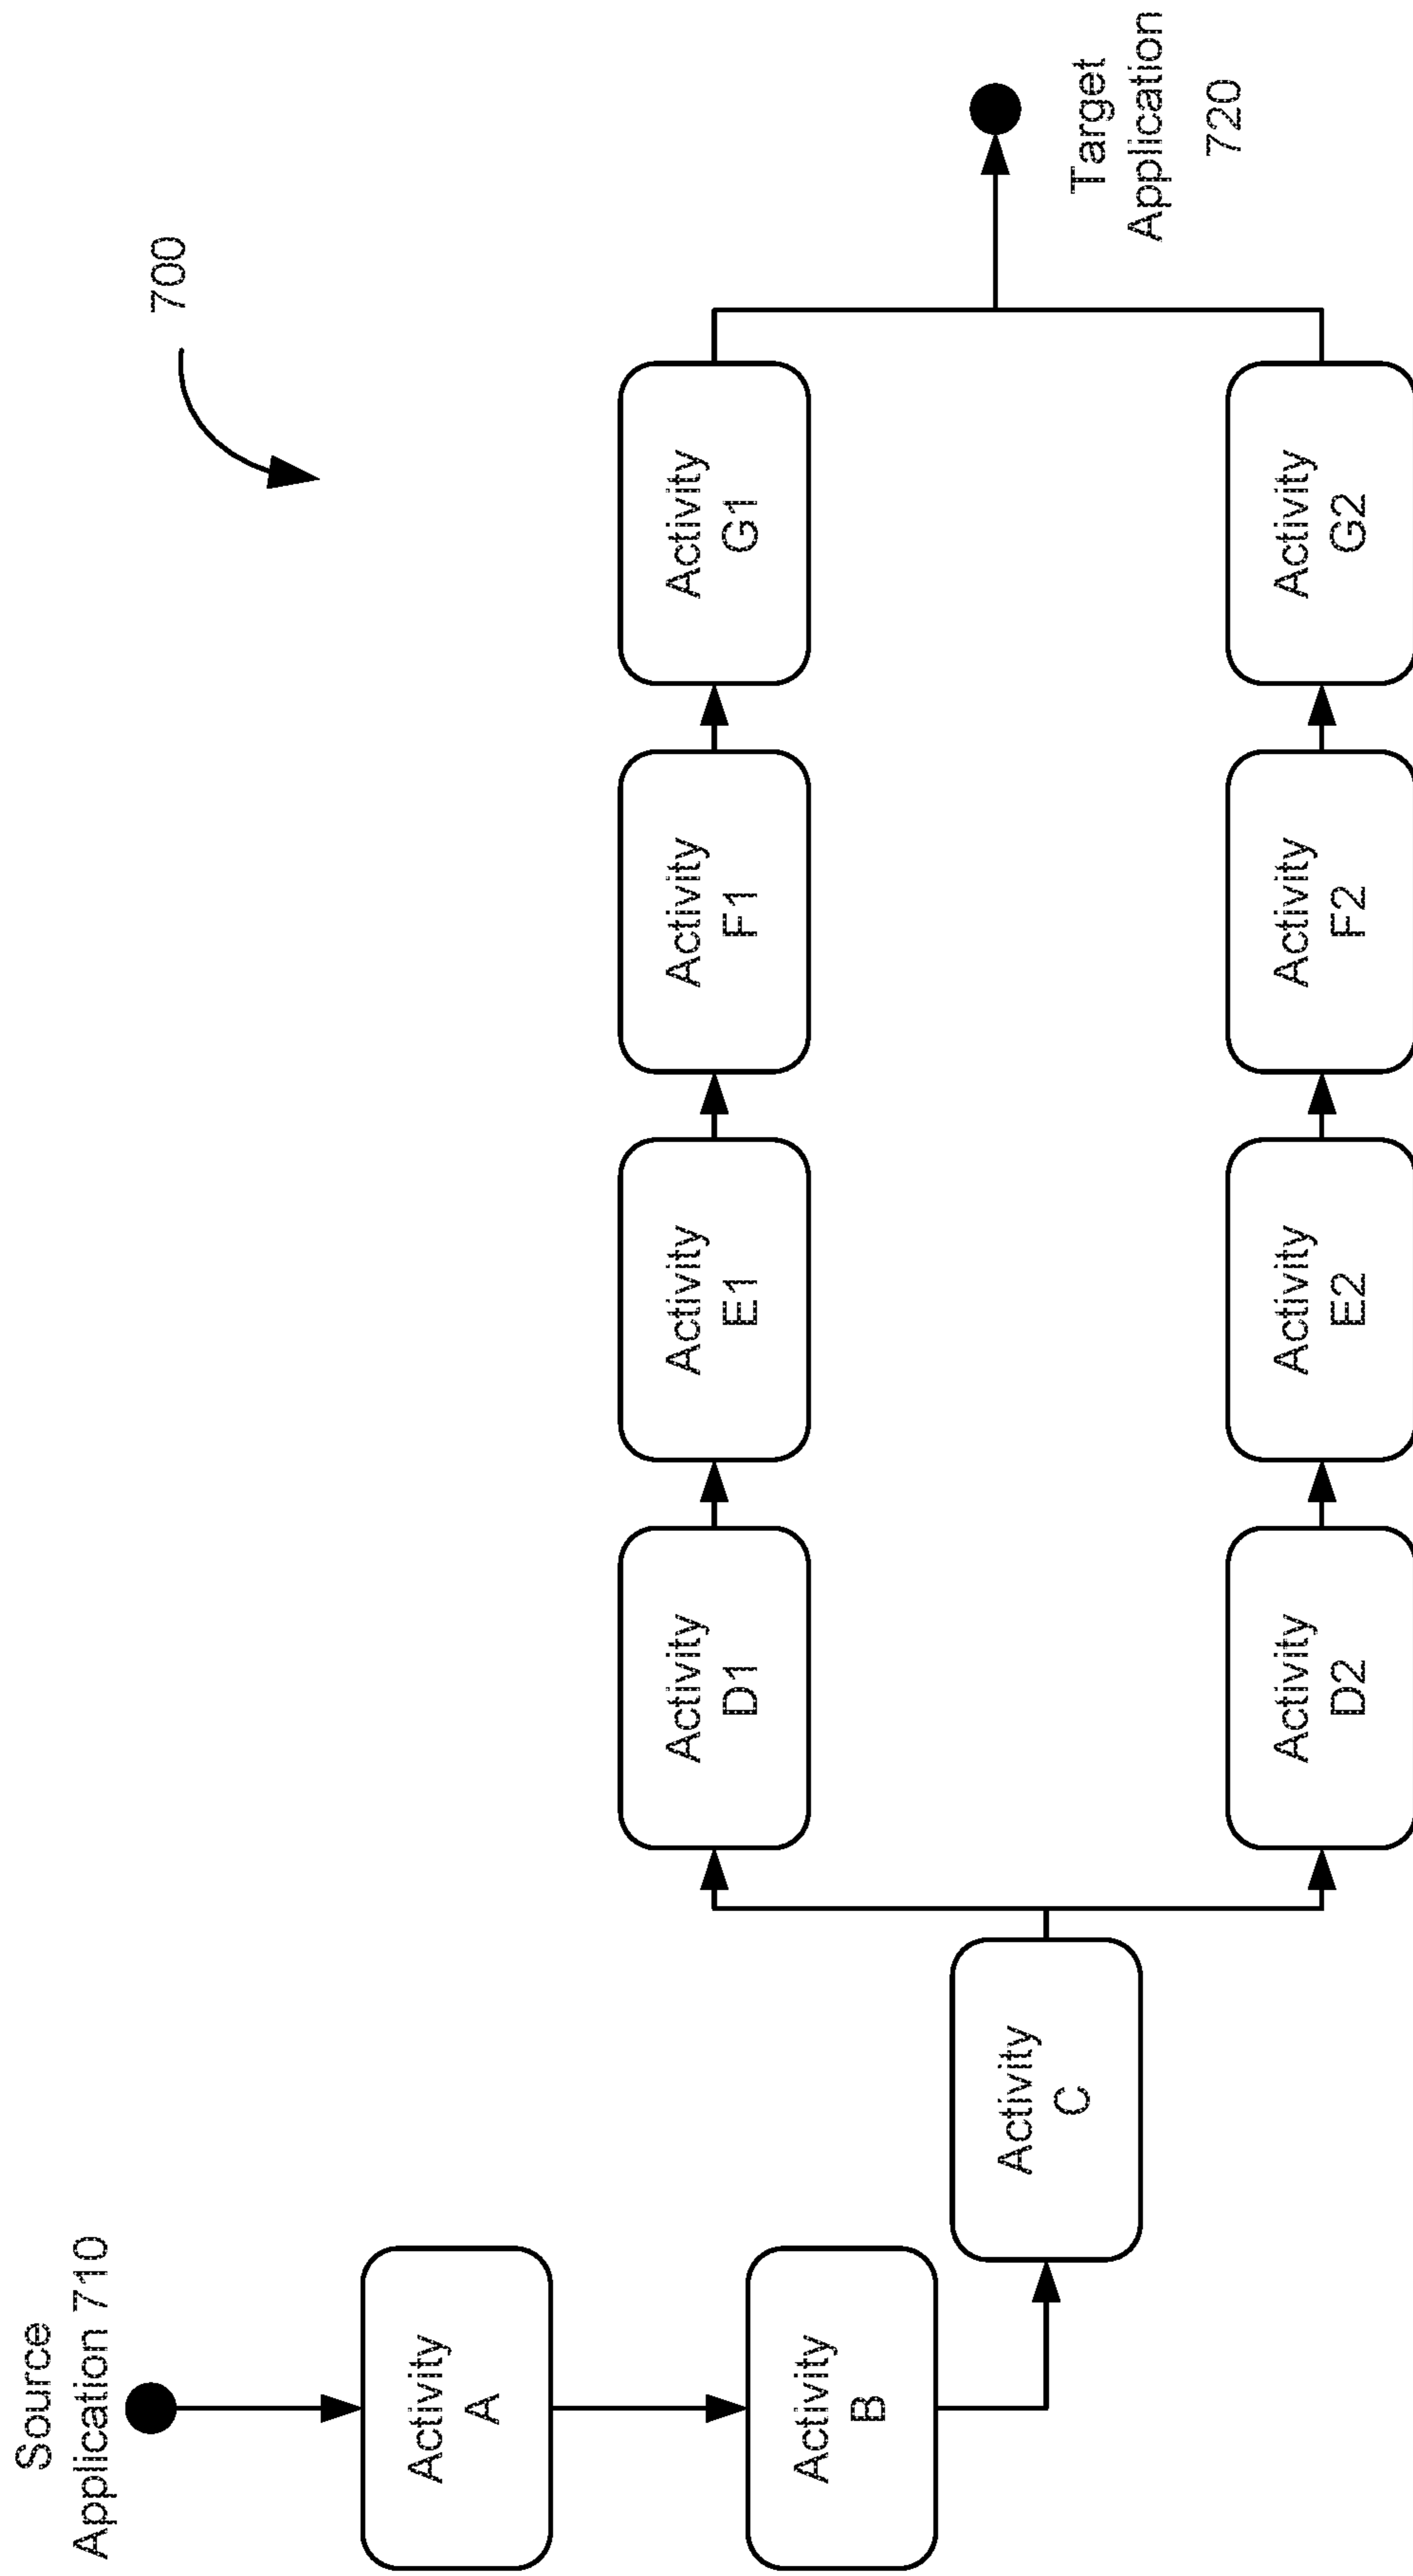 Source
Application 710
700
Activity
A
Activity
B
Activity
C
Activity
D1
Activity
E1
Activity
F1
Activity
G1
Activity
D2
Activity
E2
Activity
F2
Activity
G2
Target
Application
720